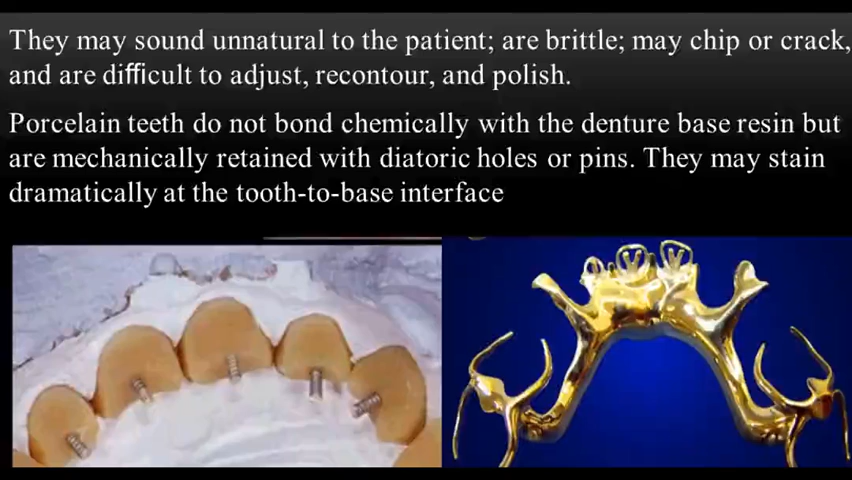 They may sound unnatural to the patient; are brittle; may chip or crack,
and are difficult to adjust, recontour, and polish.
Porcelain teeth do not bond chemically with the denture base resin but
are mechanically retained with diatoric holes or pins. They may stain
dramatically at the tooth-to-base interface